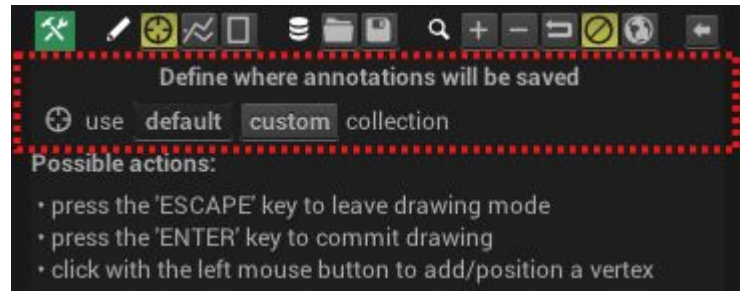 Define where annotations will be saved
use default custom collection
Possible actions:
• press the 'ESCAPE' key to leave drawing mode
• press the 'ENTER' key to commit drawing
• click with the left mouse button to add/position a vertex